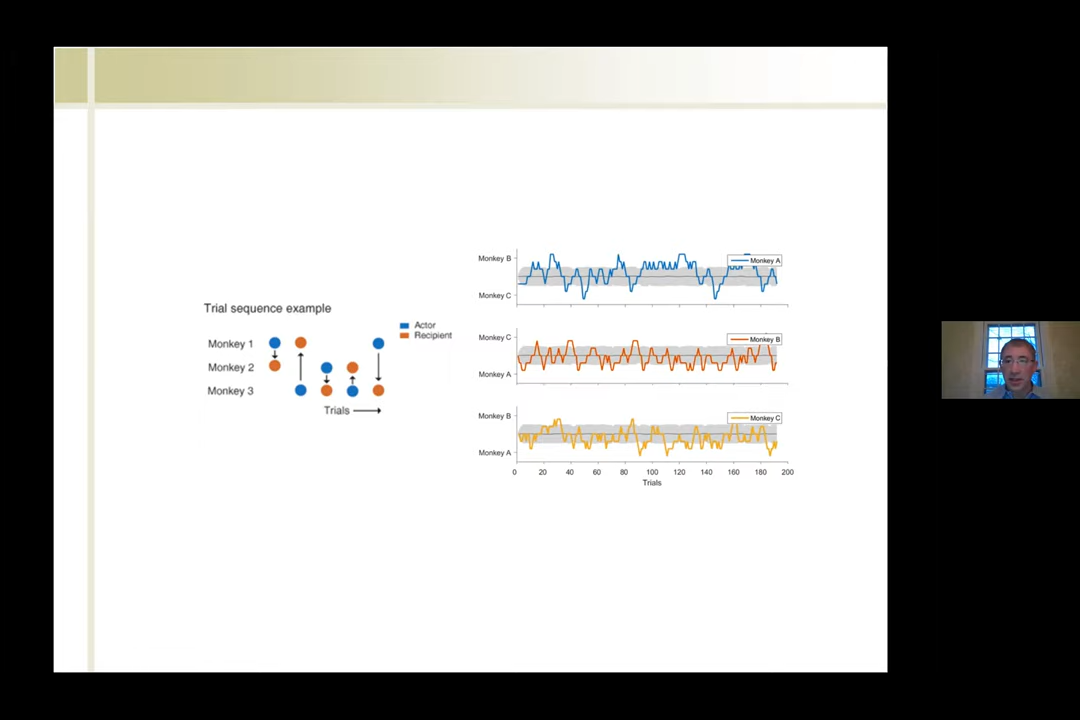 Trial sequence example
Actor
Recipient
Monkey 1
Monkey 2
Monkey 3
Trials
Monkey B
Monkey C
Monkey A
Monkey C
Monkey A
Monkey B
Monkey B
Monkey A
Monkey C
0 20 40 60 80 100 120 140 160 180 200
Trials